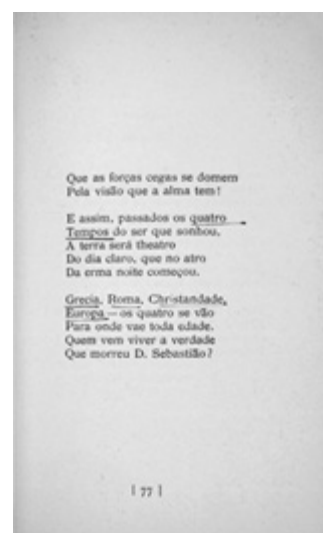 Que as forças cegas se domem
Pela visão que a alma tem!
E assim, passados os quatro
Tempos do ser que sonhou,
A terra será theatro
Do dia claro, que no atro
Da erma noite começou.
Grecia, Roma, Christandade,
Europa — os quatro se vão
Para onde vae toda edade.
Quem vem viver a verdade
Que morreu D. Sebastião?
[ 77 ]